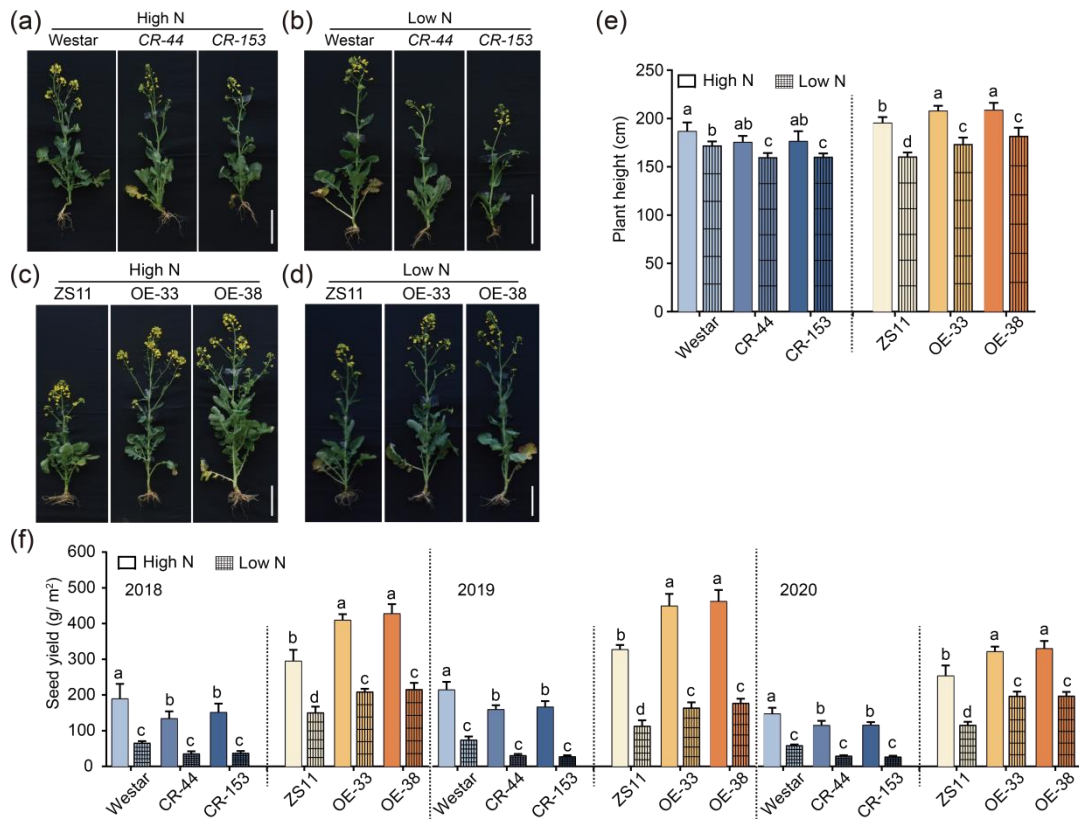 (a)
High N
Westar CR-44 CR-153
(b)
Low N
Westar CR-44 CR-153
(c)
High N
ZS11 OE-33 OE-38
(d)
Low N
ZS11 OE-33 OE-38
(e)
High N Low N
Plant height (cm)
250
200
150
100
50
0
a b ab c ab c b d a c a c
Westar CR-44 CR-153 ZS11 OE-33 OE-38
(f)
High N Low N
Seed yield (g/ m²)
600
500
400
300
200
100
0
2018
a c b c b c b d a c a c
Westar CR-44 CR-153 ZS11 OE-33 OE-38
2019
a c b c b c b d a c a c
Westar CR-44 CR-153 ZS11 OE-33 OE-38
2020
a c b c b c b d a c a c
Westar CR-44 CR-153 ZS11 OE-33 OE-38